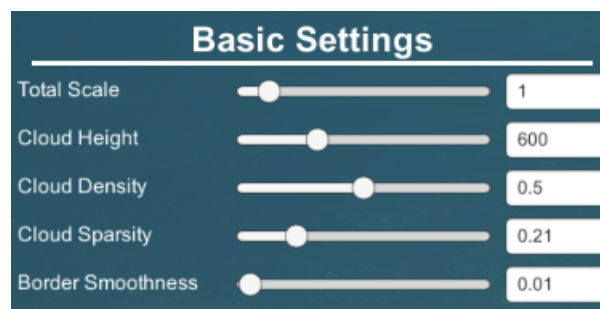 Basic Settings
Total Scale 1
Cloud Height 600
Cloud Density 0.5
Cloud Sparsity 0.21
Border Smoothness 0.01